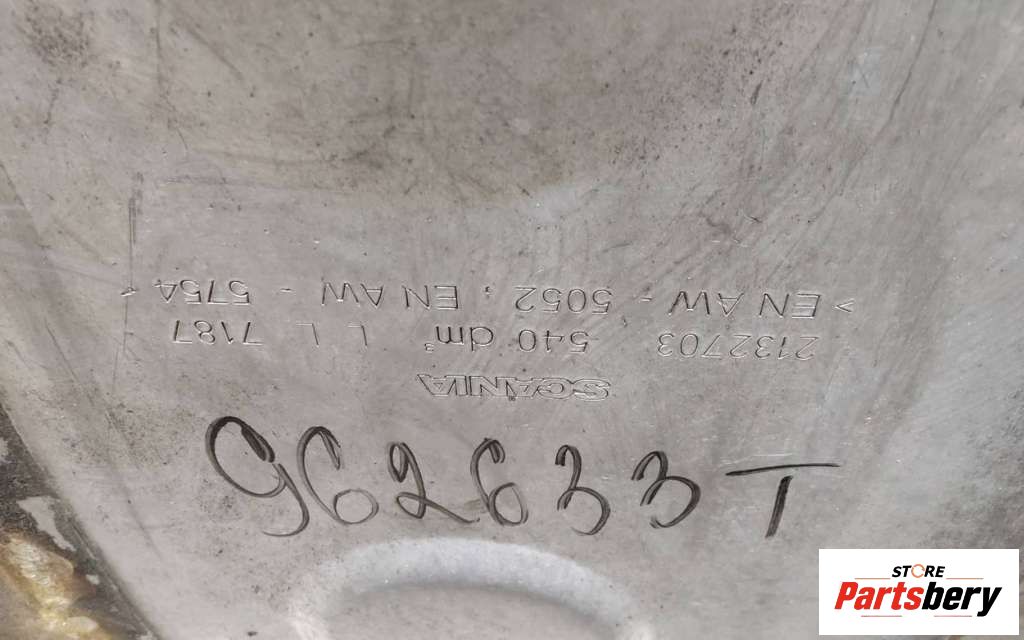 SCANIA
2132703 540 dm³ L L 7187
> EN AW - 5052 ; EN AW - 575A <
962633T
STORE
Partsbery